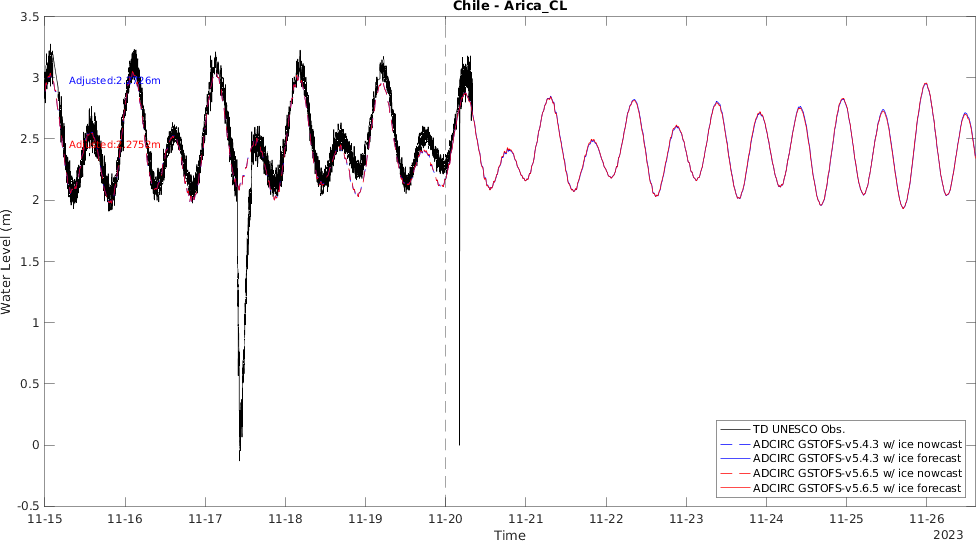 Chile - Arica_CL
3.5
3
2.5
2
1.5
1
0.5
0
-0.5
Water Level (m)
11-15
11-16
11-17
11-18
11-19
11-20
11-21
11-22
11-23
11-24
11-25
11-26
Time
2023
TD UNESCO Obs.
ADCIRC GSTOFS-v5.4.3 w/ ice nowcast
ADCIRC GSTOFS-v5.4.3 w/ ice forecast
ADCIRC GSTOFS-v5.6.5 w/ ice nowcast
ADCIRC GSTOFS-v5.6.5 w/ ice forecast